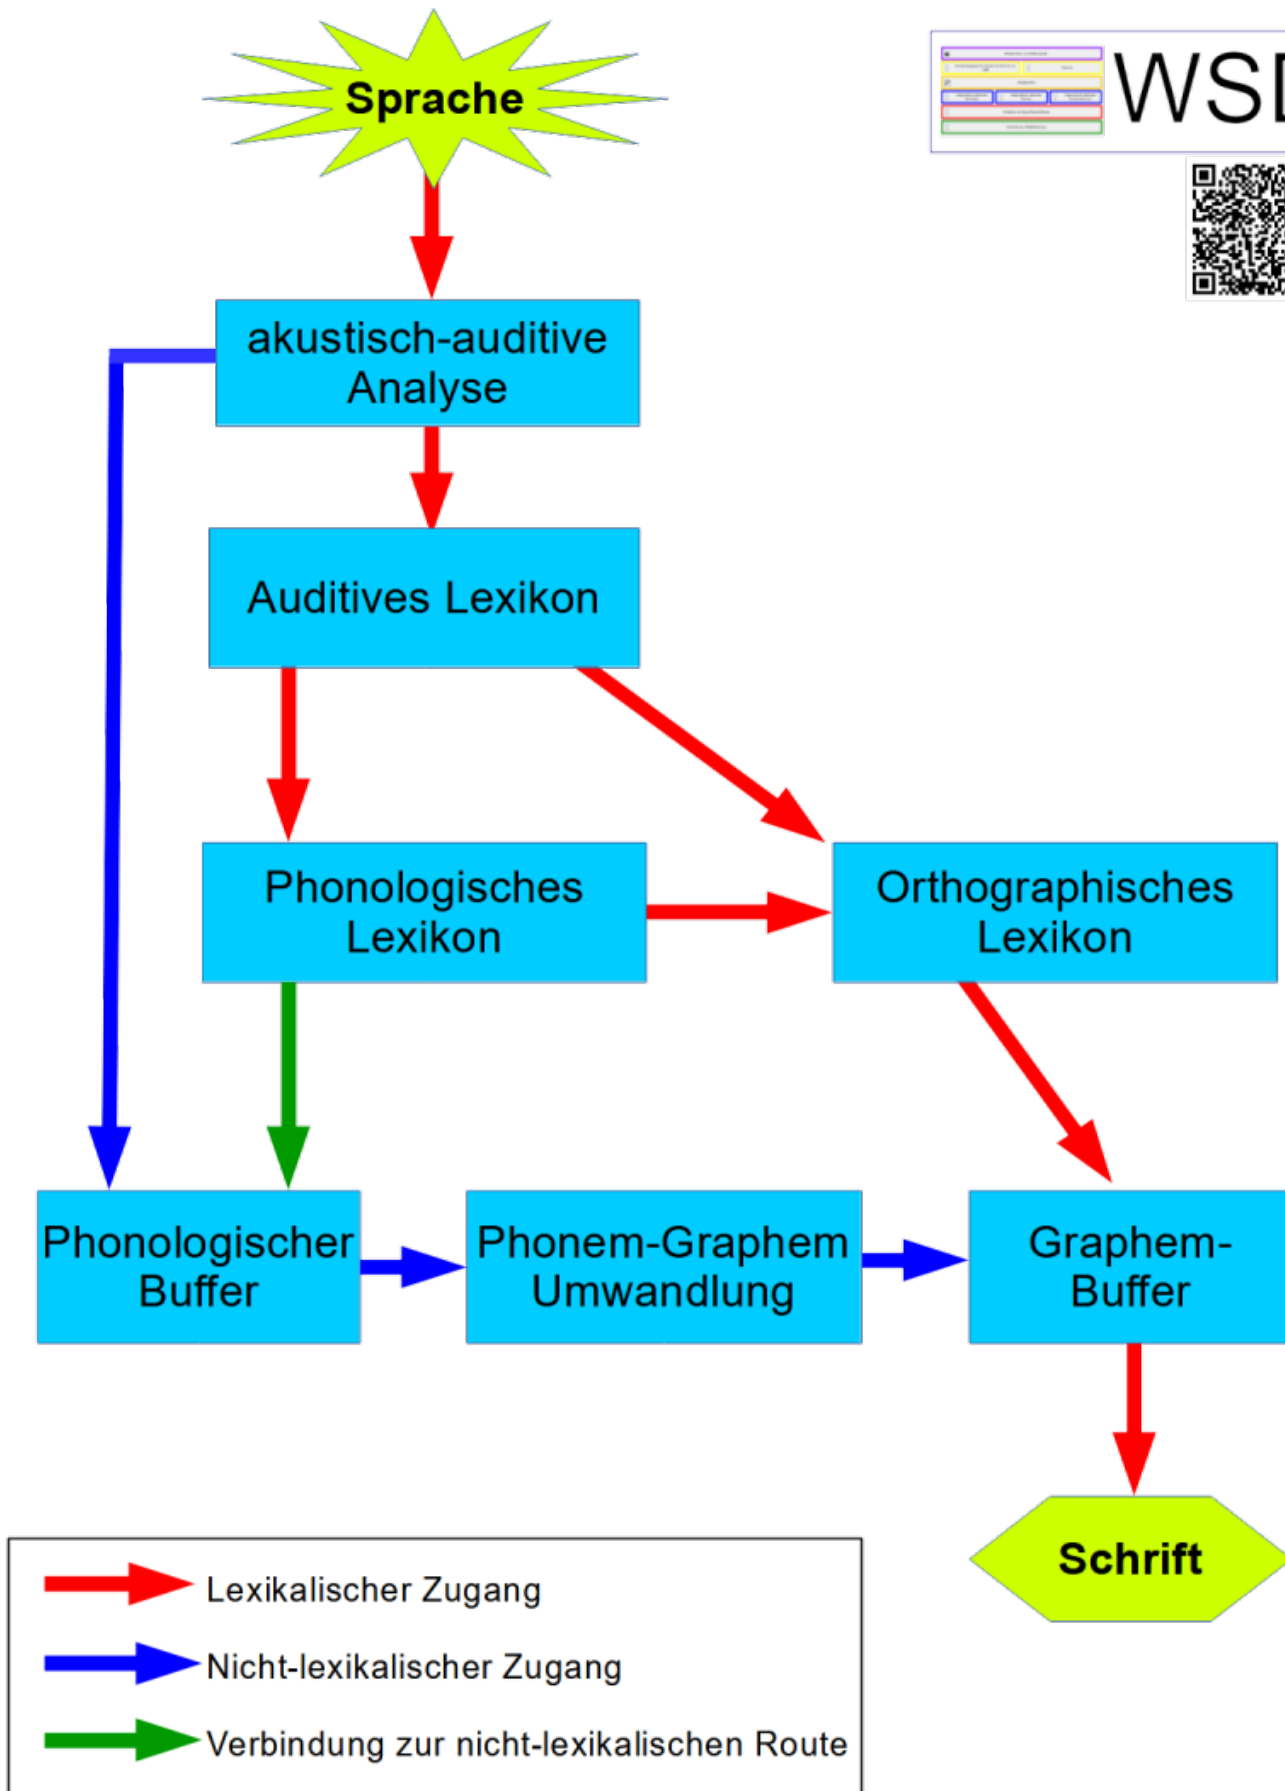 Sprache
WSD
akustisch-auditive
Analyse
Auditives Lexikon
Phonologisches
Lexikon
Orthographisches
Lexikon
Phonologischer
Buffer
Phonem-Graphem
Umwandlung
Graphem-
Buffer
Schrift
Lexikalischer Zugang
Nicht-lexikalischer Zugang
Verbindung zur nicht-lexikalischen Route